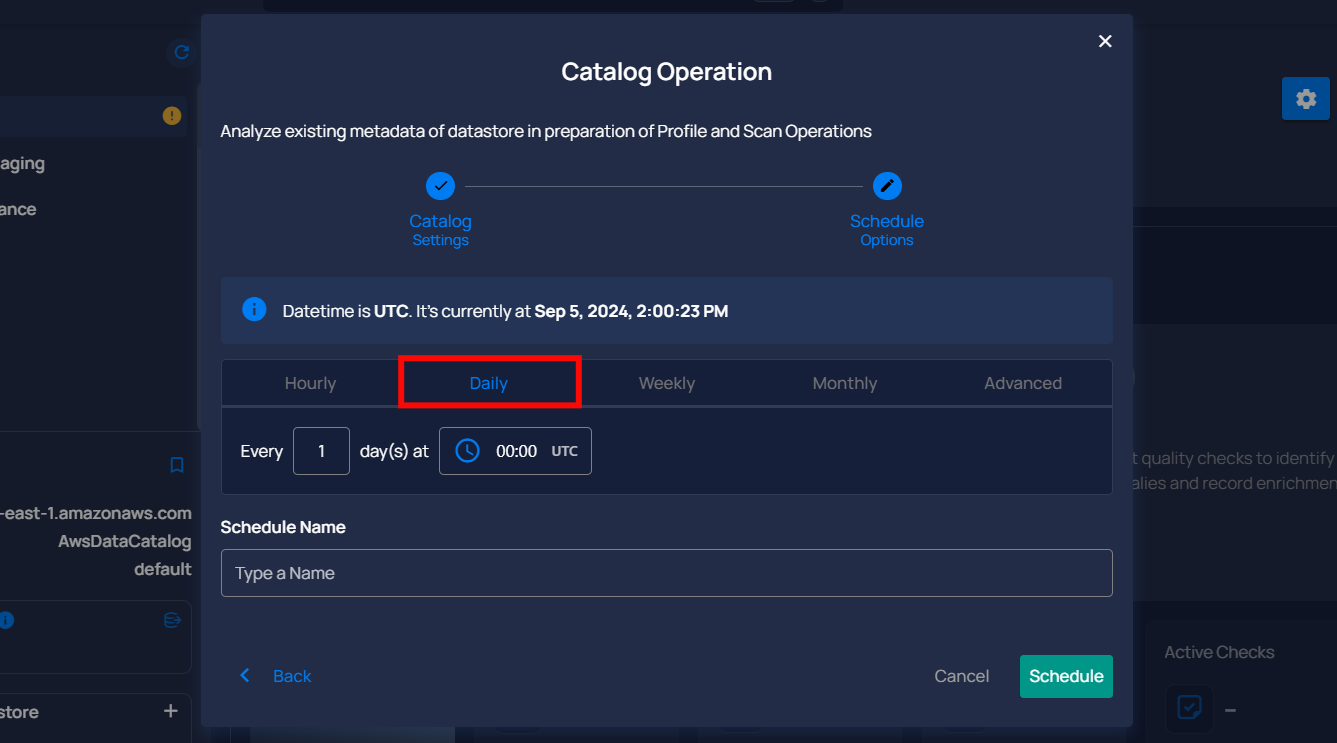 Catalog Operation
Analyze existing metadata of datastore in preparation of Profile and Scan Operations
Catalog
Settings
Schedule
Options
Datetime is UTC. It's currently at Sep 5, 2024, 2:00:23 PM
Hourly Daily Weekly Monthly Advanced
Every 1 day(s) at 00:00 UTC
Schedule Name
Type a Name
Back Cancel Schedule
aging
ance
-east-1.amazonaws.com
AwsDataCatalog
default
store
t quality checks to identify
alies and record enrichmen
Active Checks
–